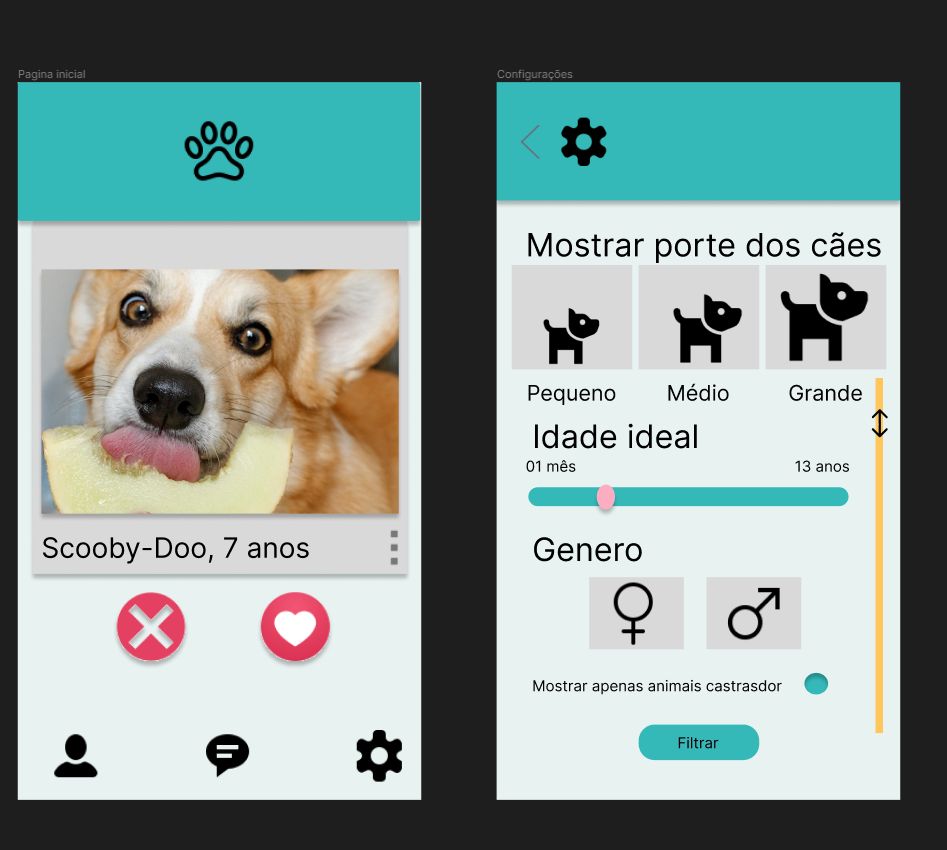 Pagina inicial
Scooby-Doo, 7 anos
Configurações
Mostrar porte dos cães
Pequeno
Médio
Grande
Idade ideal
01 mês
13 anos
Genero
Mostrar apenas animais castrasdor
Filtrar